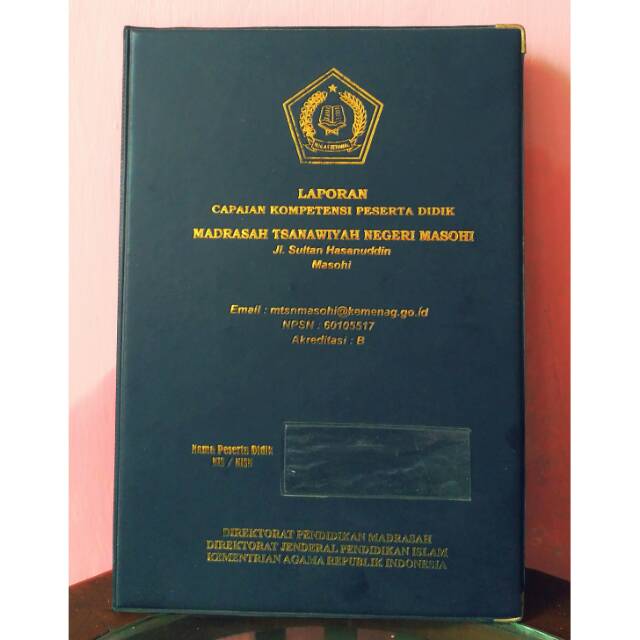 LAPORAN
CAPAIAN KOMPETENSI PESERTA DIDIK
MADRASAH TSANAWIYAH NEGERI MASOHI
Jl. Sultan Hasanuddin
Masohi
Email : mtsnmasohi@kemenag.go.id
NPSN : 60105517
Akreditasi : B
Nama Peserta Didik
NIS / NISN
DIREKTORAT PENDIDIKAN MADRASAH
DIREKTORAT JENDERAL PENDIDIKAN ISLAM
KEMENTRIAN AGAMA REPUBLIK INDONESIA